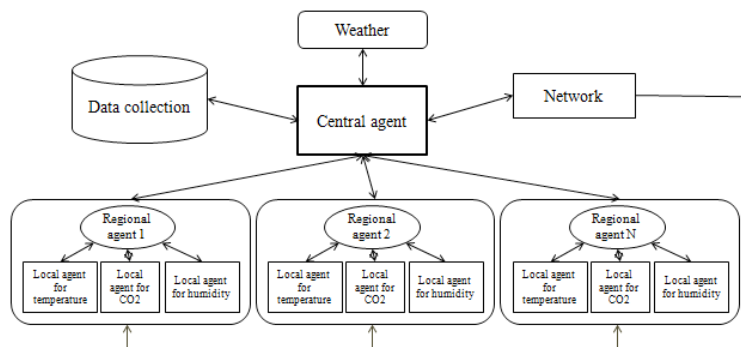 Weather
Data collection
Central agent
Network
Regional
agent 1
Local agent
for
temperature
Local
agent for
CO2
Local agent
for humidity
Regional
agent 2
Local agent
for
temperature
Local
agent for
CO2
Local agent
for humidity
Regional
agent N
Local agent
for
temperature
Local
agent for
CO2
Local agent
for humidity